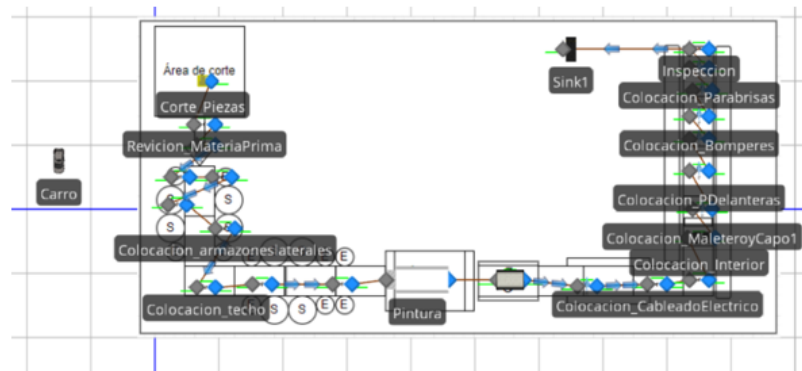 Área de corte
Sink1
Inspeccion
Corte_Piezas
Colocacion_Parabrisas
Revicion_MateriaPrima
Colocacion_Bomperes
Carro
S
S
Colocacion_PDelanteras
S
S
Colocacion_MaleteroyCapo1
Colocacion_armazoneslaterales
E
E
Colocacion_Interior
Colocacion_techo
S
S
E
E
Pintura
Colocacion_CableadoElectrico